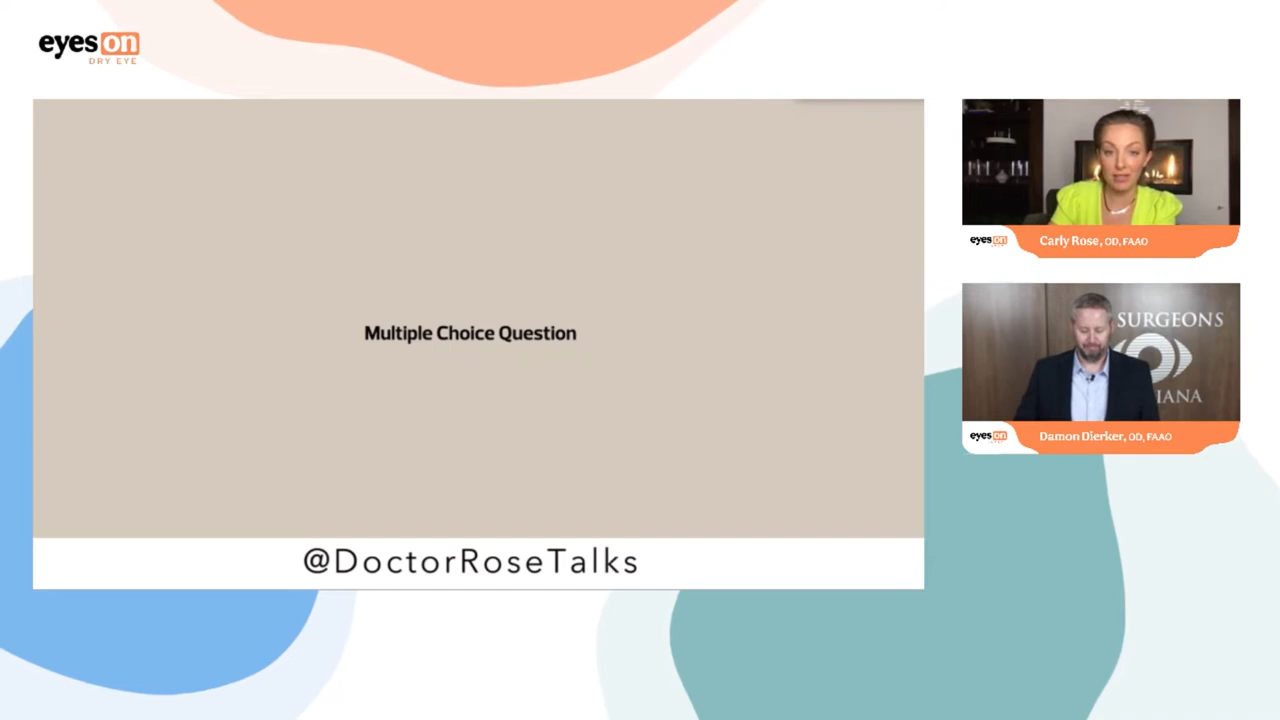 eyes on
DRY EYE
Multiple Choice Question
@DoctorRoseTalks
eyes on
Carly Rose, OD, FAAO
SURGEONS
IANA
eyes on
Damon Dierker, OD, FAAO